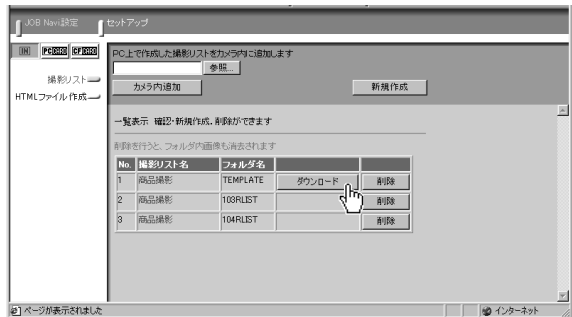 JOB Navi設定 セットアップ
IN PC CARD CF CARD
PC上で作成した撮影リストをカメラ内に追加します
参照...
撮影リスト
カメラ内追加 新規作成
HTMLファイル作成
一覧表示 確認・新規作成、削除ができます
削除を行うと、フォルダ内画像も消去されます
No. 撮影リスト名 フォルダ名
1 商品撮影 TEMPLATE ダウンロード 削除
2 商品撮影 103RLIST 削除
3 商品撮影 104RLIST 削除
ページが表示されました インターネット